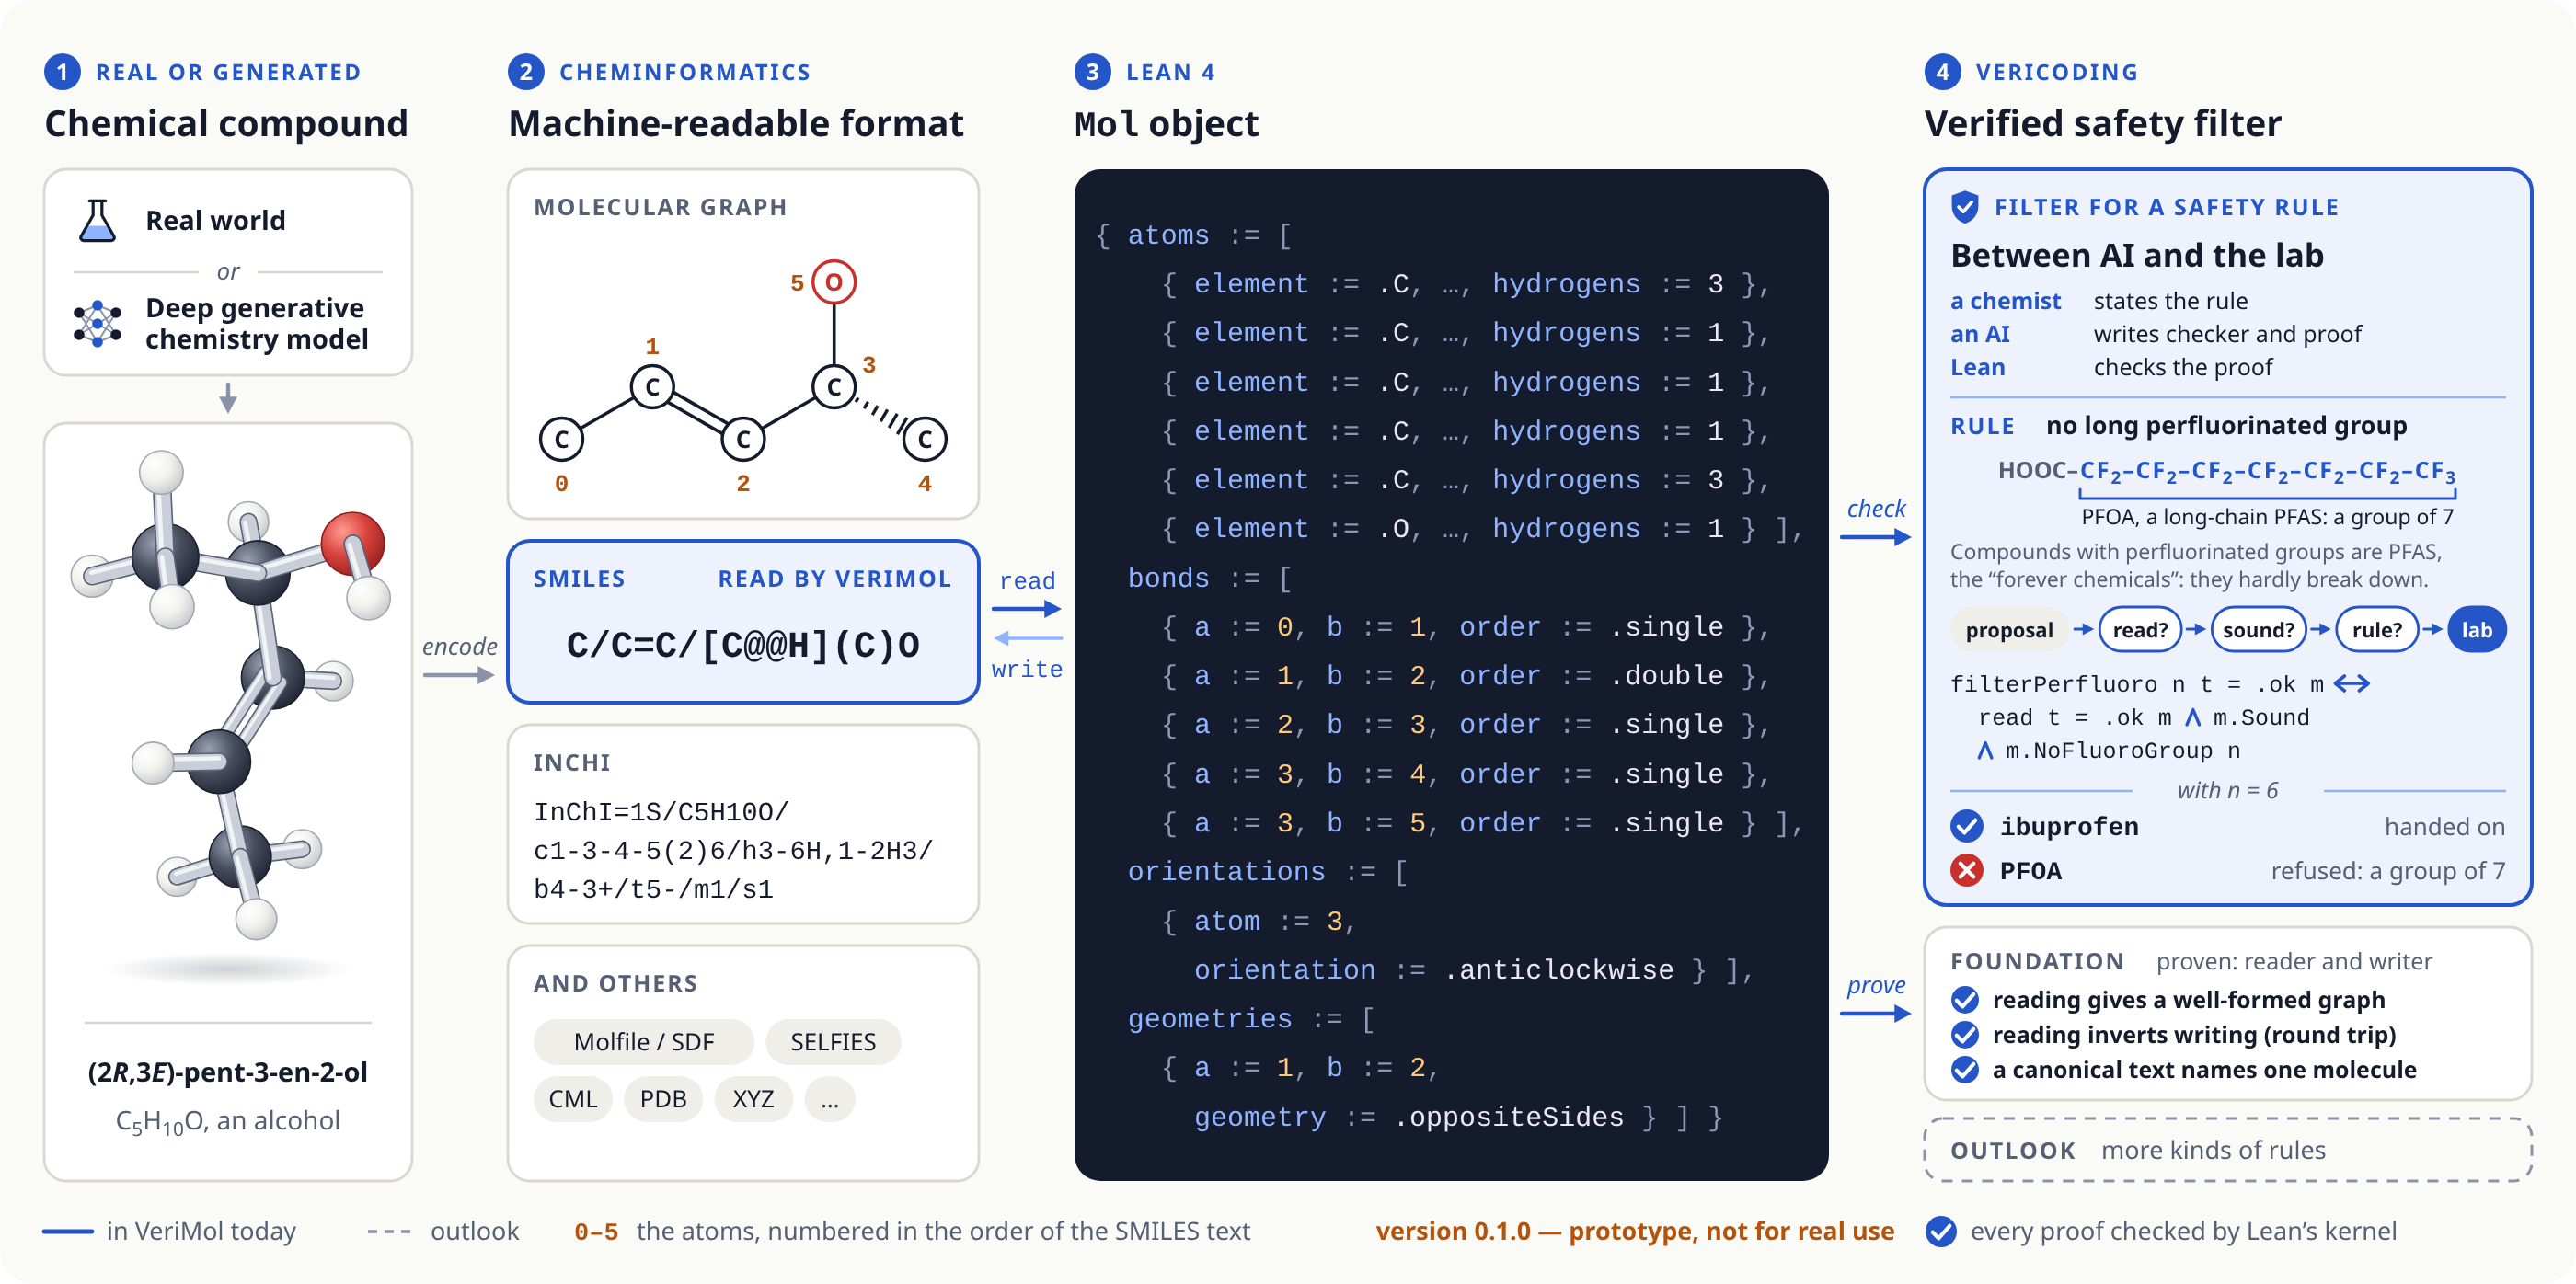 1 REAL OR GENERATED
Chemical compound
Real world
or
Deep generative
chemistry model
(2R,3E)-pent-3-en-2-ol
C₅H₁₀O, an alcohol
encode
2 CHEMINFORMATICS
Machine-readable format
MOLECULAR GRAPH
5 O
1 3
C C
C C C
0 2 4
SMILES READ BY VERIMOL
C/C=C/[C@@H](C)O
INCHI
InChI=1S/C5H10O/
c1-3-4-5(2)6/h3-6H,1-2H3/
b4-3+/t5-/m1/s1
AND OTHERS
Molfile / SDF SELFIES
CML PDB XYZ ...
read
write
3 LEAN 4
Mol object
{ atoms := [
{ element := .C, …, hydrogens := 3 },
{ element := .C, …, hydrogens := 1 },
{ element := .C, …, hydrogens := 1 },
{ element := .C, …, hydrogens := 1 },
{ element := .C, …, hydrogens := 3 },
{ element := .O, …, hydrogens := 1 } ],
bonds := [
{ a := 0, b := 1, order := .single },
{ a := 1, b := 2, order := .double },
{ a := 2, b := 3, order := .single },
{ a := 3, b := 4, order := .single },
{ a := 3, b := 5, order := .single } ],
orientations := [
{ atom := 3,
orientation := .anticlockwise } ],
geometries := [
{ a := 1, b := 2,
geometry := .oppositeSides } ] }
check
prove
4 VERICODING
Verified safety filter
FILTER FOR A SAFETY RULE
Between AI and the lab
a chemist states the rule
an AI writes checker and proof
Lean checks the proof
RULE no long perfluorinated group
HOOC–CF₂–CF₂–CF₂–CF₂–CF₂–CF₂–CF₃
PFOA, a long-chain PFAS: a group of 7
Compounds with perfluorinated groups are PFAS,
the “forever chemicals”: they hardly break down.
proposal read? sound? rule? lab
filterPerfluoro n t = .ok m ↔
read t = .ok m ∧ m.Sound
∧ m.NoFluoroGroup n
with n = 6
ibuprofen handed on
PFOA refused: a group of 7
FOUNDATION proven: reader and writer
reading gives a well-formed graph
reading inverts writing (round trip)
a canonical text names one molecule
OUTLOOK more kinds of rules
in VeriMol today outlook 0–5 the atoms, numbered in the order of the SMILES text version 0.1.0 — prototype, not for real use every proof checked by Lean’s kernel